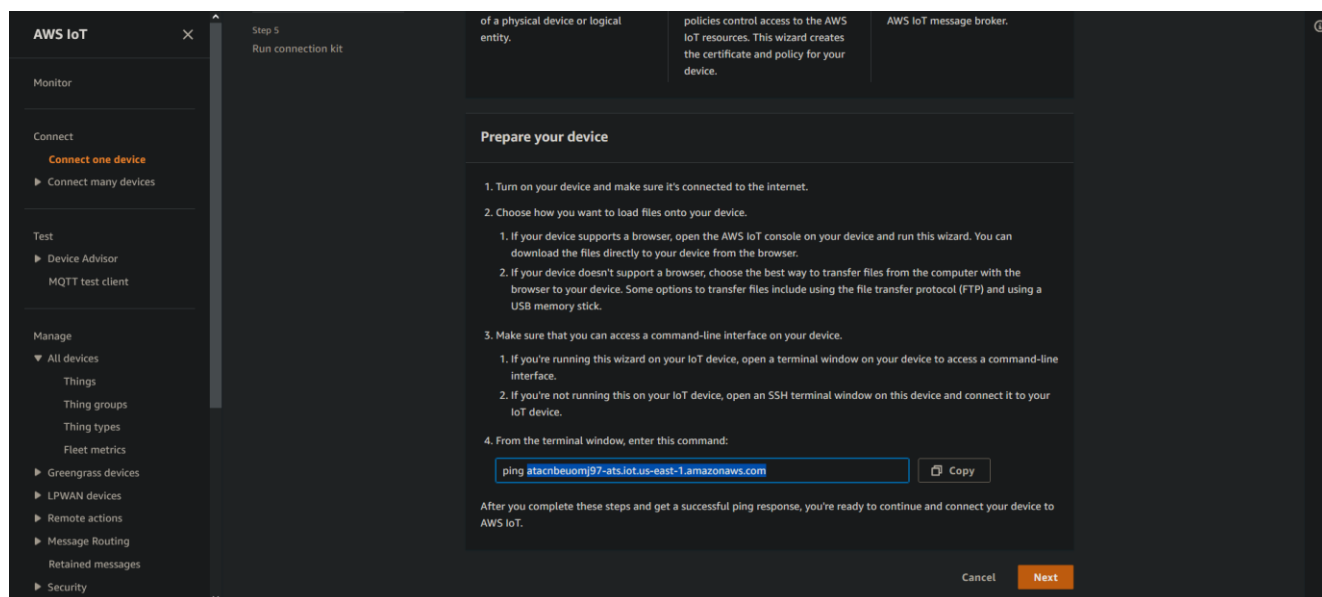 AWS IoT
Monitor
Connect
Connect one device
Connect many devices
Test
Device Advisor
MQTT test client
Manage
All devices
Things
Thing groups
Thing types
Fleet metrics
Greengrass devices
LPWAN devices
Remote actions
Message Routing
Retained messages
Security
Step 5
Run connection kit
of a physical device or logical
entity.
policies control access to the AWS
IoT resources. This wizard creates
the certificate and policy for your
device.
AWS IoT message broker.
Prepare your device
1. Turn on your device and make sure it's connected to the internet.
2. Choose how you want to load files onto your device.
1. If your device supports a browser, open the AWS IoT console on your device and run this wizard. You can
download the files directly to your device from the browser.
2. If your device doesn't support a browser, choose the best way to transfer files from the computer with the
browser to your device. Some options to transfer files include using the file transfer protocol (FTP) and using a
USB memory stick.
3. Make sure that you can access a command-line interface on your device.
1. If you're running this wizard on your IoT device, open a terminal window on your device to access a command-line
interface.
2. If you're not running this on your IoT device, open an SSH terminal window on this device and connect it to your
IoT device.
4. From the terminal window, enter this command:
ping atacnbeuomj97-ats.iot.us-east-1.amazonaws.com
Copy
After you complete these steps and get a successful ping response, you're ready to continue and connect your device to
AWS IoT.
Cancel
Next